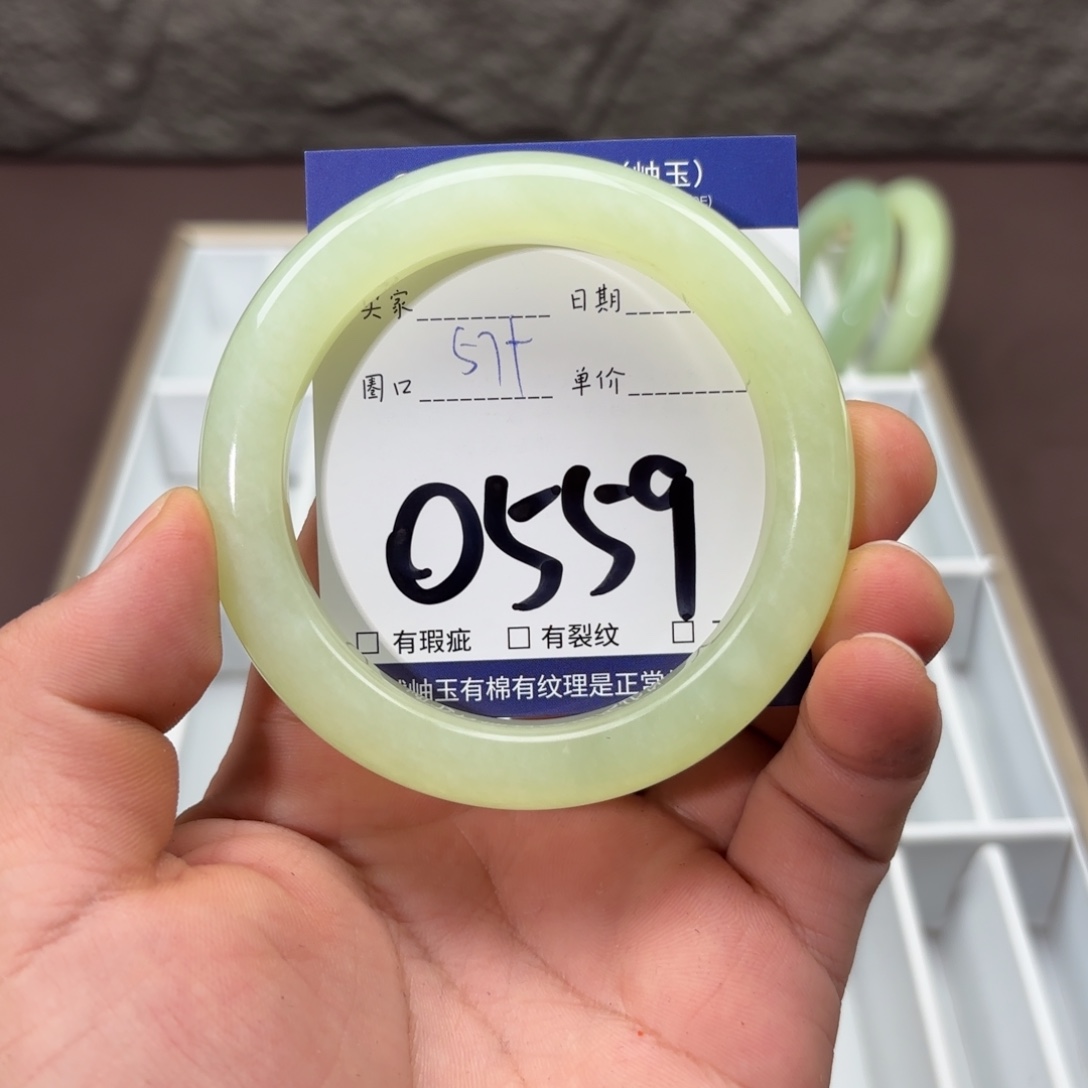 岫玉）
买家 日期
57+
圈口 单价
0559
□ 有瑕疵 □ 有裂纹 □
岫玉有棉有纹理是正常